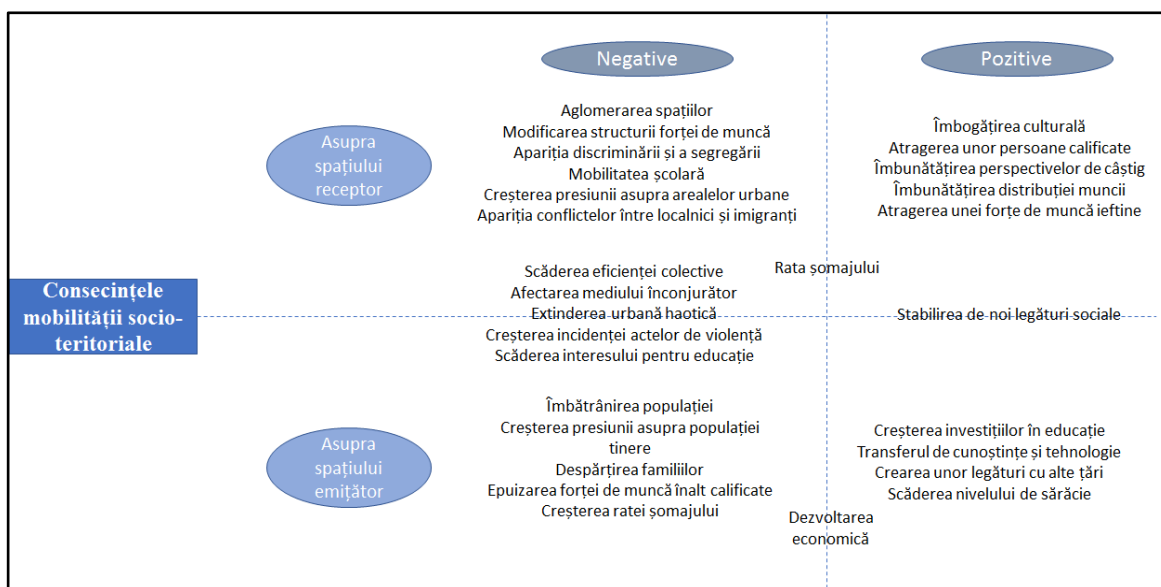 Negative
Pozitive
Asupra
spațiului
receptor
Aglomerarea spațiilor
Modificarea structurii forței de muncă
Apariția discriminării și a segregării
Mobilitatea școlară
Creșterea presiunii asupra arealelor urbane
Apariția conflictelor între localnici și imigranți
Îmbogățirea culturală
Atragerea unor persoane calificate
Îmbunătățirea perspectivelor de câștig
Îmbunătățirea distribuției muncii
Atragerea unei forțe de muncă ieftine
Consecințele
mobilității socio-
teritoriale
Scăderea eficienței colective
Afectarea mediului înconjurător
Extinderea urbană haotică
Creșterea incidenței actelor de violență
Scăderea interesului pentru educație
Rata șomajului
Stabilirea de noi legături sociale
Asupra
spațiului
emițător
Îmbătrânirea populației
Creșterea presiunii asupra populației
tinere
Despărțirea familiilor
Epuizarea forței de muncă înalt calificate
Creșterea ratei șomajului
Creșterea investițiilor în educație
Transferul de cunoștințe și tehnologie
Crearea unor legături cu alte țări
Scăderea nivelului de sărăcie
Dezvoltarea
economică